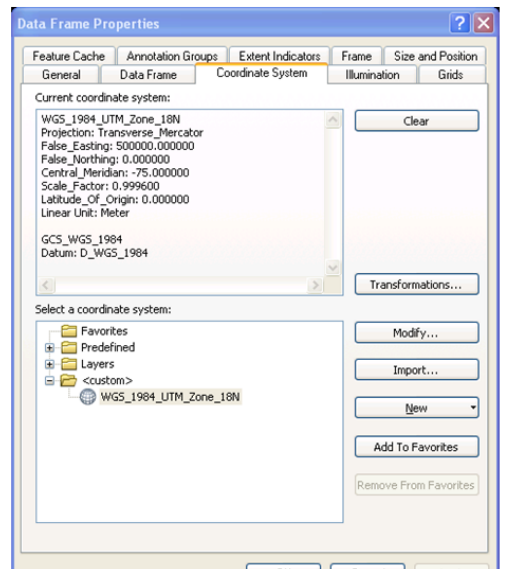 Data Frame Properties
Feature Cache Annotation Groups Extent Indicators Frame Size and Position
General Data Frame Coordinate System Illumination Grids
Current coordinate system:
WGS_1984_UTM_Zone_18N
Projection: Transverse_Mercator
False_Easting: 500000.000000
False_Northing: 0.000000
Central_Meridian: -75.000000
Scale_Factor: 0.999600
Latitude_Of_Origin: 0.000000
Linear Unit: Meter
GCS_WGS_1984
Datum: D_WGS_1984
Clear
Transformations...
Select a coordinate system:
Favorites
Predefined
Layers
<custom>
WGS_1984_UTM_Zone_18N
Modify...
Import...
New
Add To Favorites
Remove From Favorites